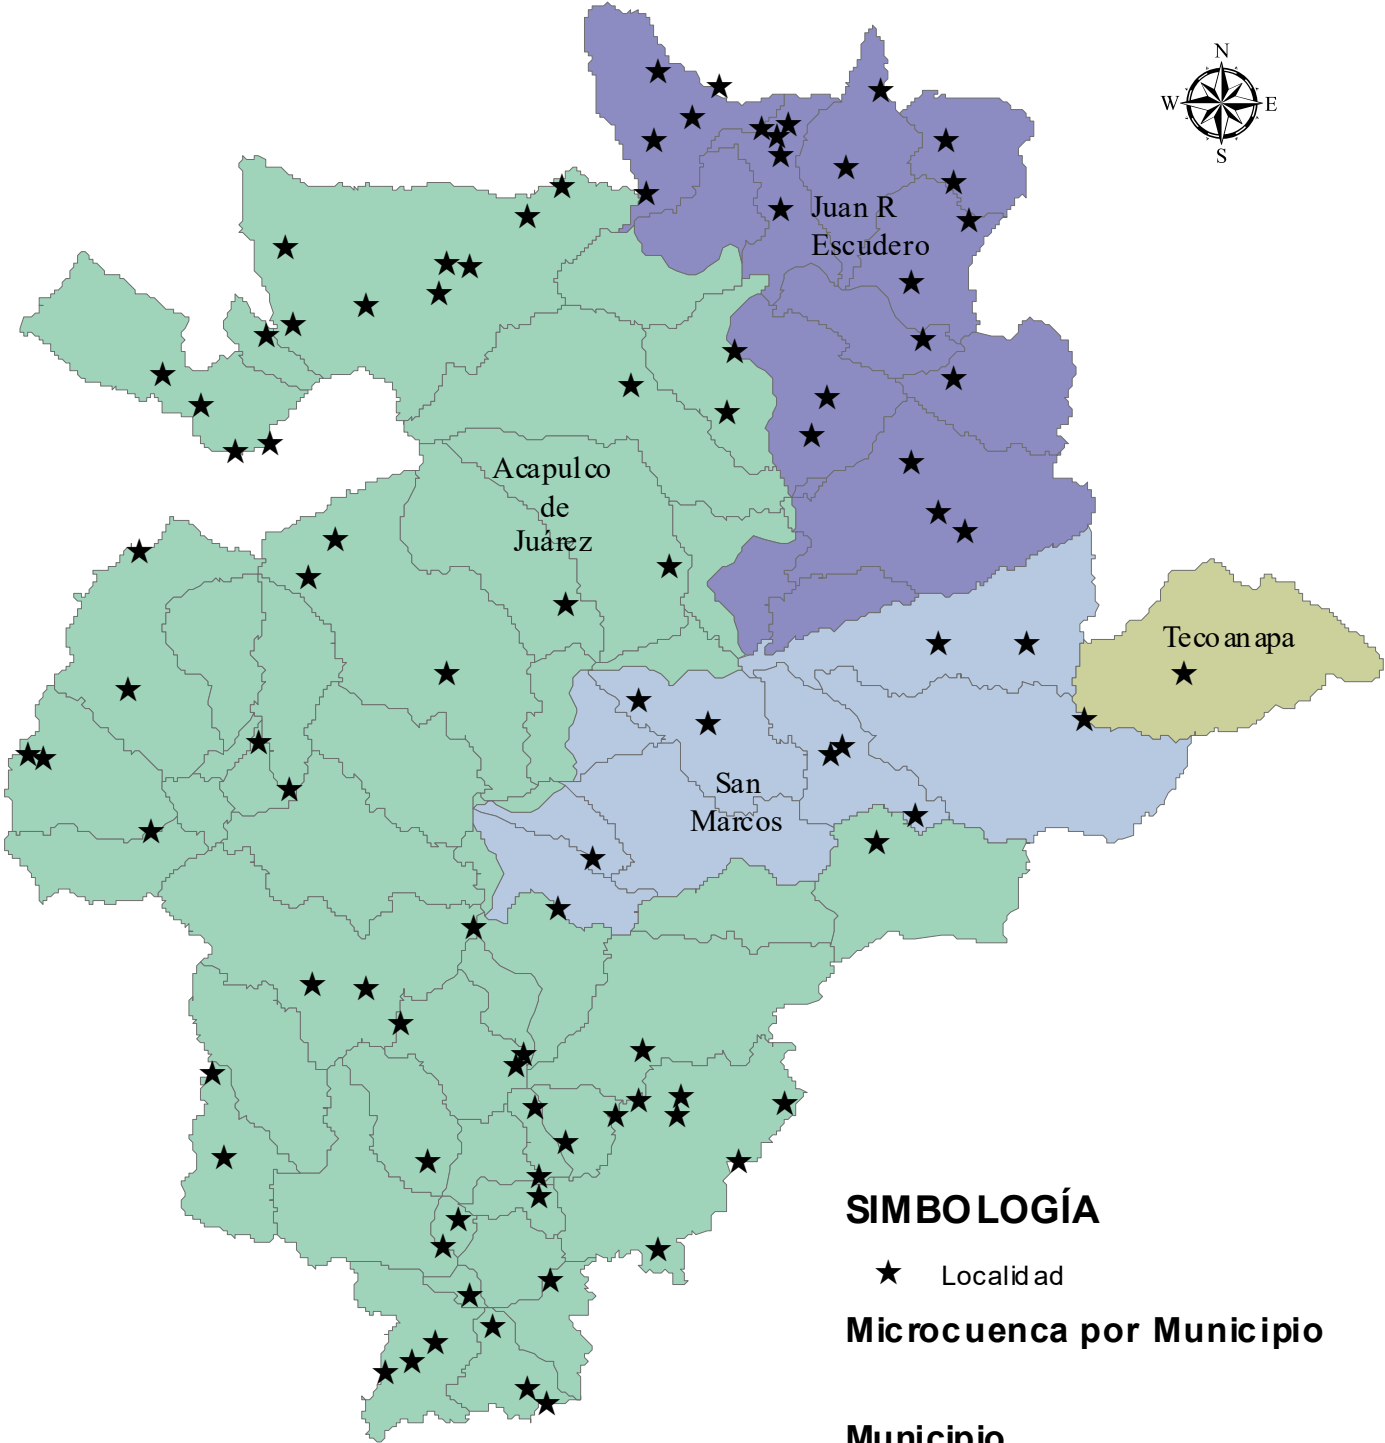 N
W E
S
Juan R
Escudero
Acapulco
de
Juárez
Tecoanapa
San
Marcos
SIMBOLOGÍA
Localidad
Microcuenca por Municipio
Municipio